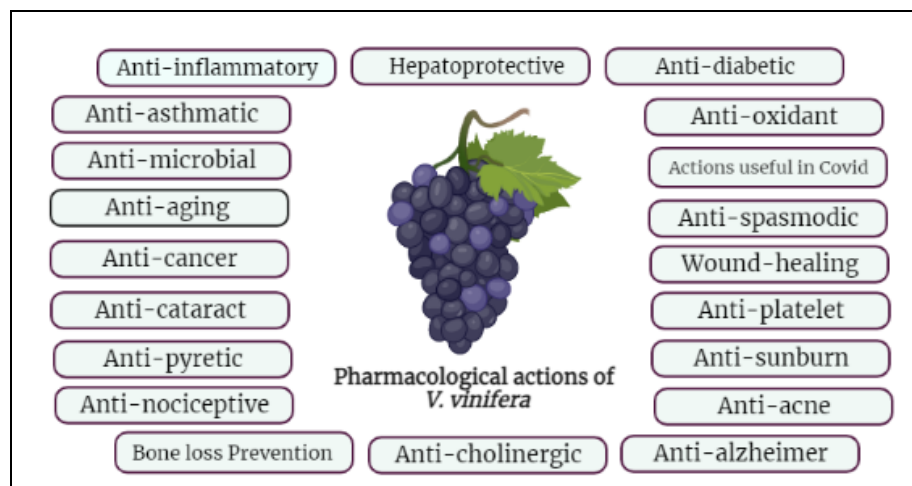 Anti-inflammatory
Hepatoprotective
Anti-diabetic
Anti-asthmatic
Anti-oxidant
Anti-microbial
Actions useful in Covid
Anti-aging
Anti-spasmodic
Anti-cancer
Wound-healing
Anti-cataract
Anti-platelet
Anti-pyretic
Anti-sunburn
Pharmacological actions of
V. vinifera
Anti-nociceptive
Anti-acne
Bone loss Prevention
Anti-cholinergic
Anti-alzheimer